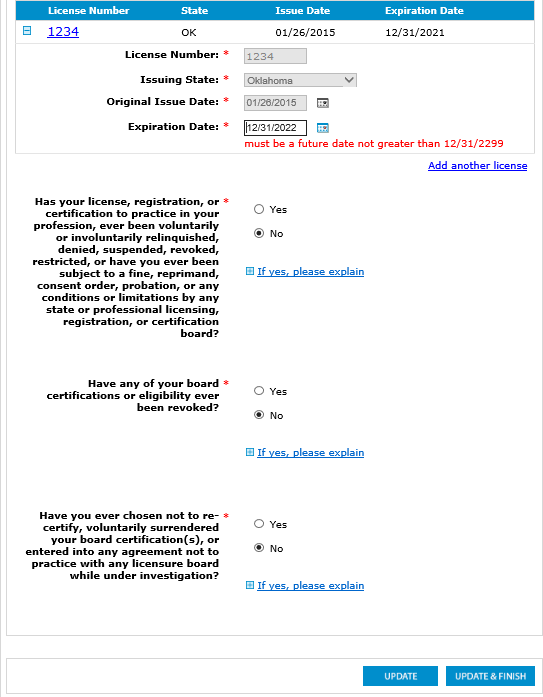 License Number State Issue Date Expiration Date
1234 OK 01/26/2015 12/31/2021
License Number: * 1234
Issuing State: * Oklahoma
Original Issue Date: * 01/26/2015
Expiration Date: * 12/31/2022
must be a future date not greater than 12/31/2299
Add another license
Has your license, registration, or *
certification to practice in your
profession, ever been voluntarily
or involuntarily relinquished,
denied, suspended, revoked,
restricted, or have you ever been
subject to a fine, reprimand,
consent order, probation, or any
conditions or limitations by any
state or professional licensing,
registration, or certification
board?
Yes
No
If yes, please explain
Have any of your board *
certifications or eligibility ever
been revoked?
Yes
No
If yes, please explain
Have you ever chosen not to re- *
certify, voluntarily surrendered
your board certification(s), or
entered into any agreement not to
practice with any licensure board
while under investigation?
Yes
No
If yes, please explain
UPDATE UPDATE & FINISH